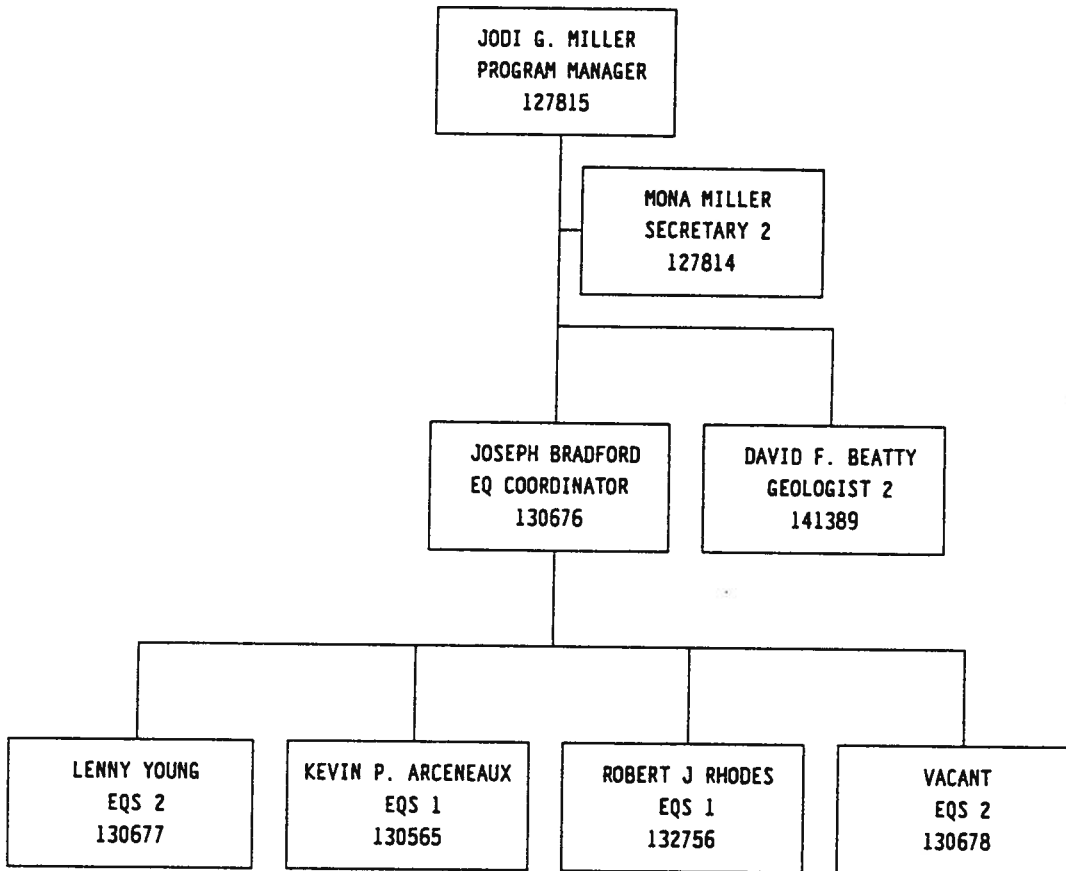 JODI G. MILLER
PROGRAM MANAGER
127815
MONA MILLER
SECRETARY 2
127814
JOSEPH BRADFORD
EQ COORDINATOR
130676
DAVID F. BEATTY
GEOLOGIST 2
141389
LENNY YOUNG
EQS 2
130677
KEVIN P. ARCENEAUX
EQS 1
130565
ROBERT J RHODES
EQS 1
132756
VACANT
EQS 2
130678